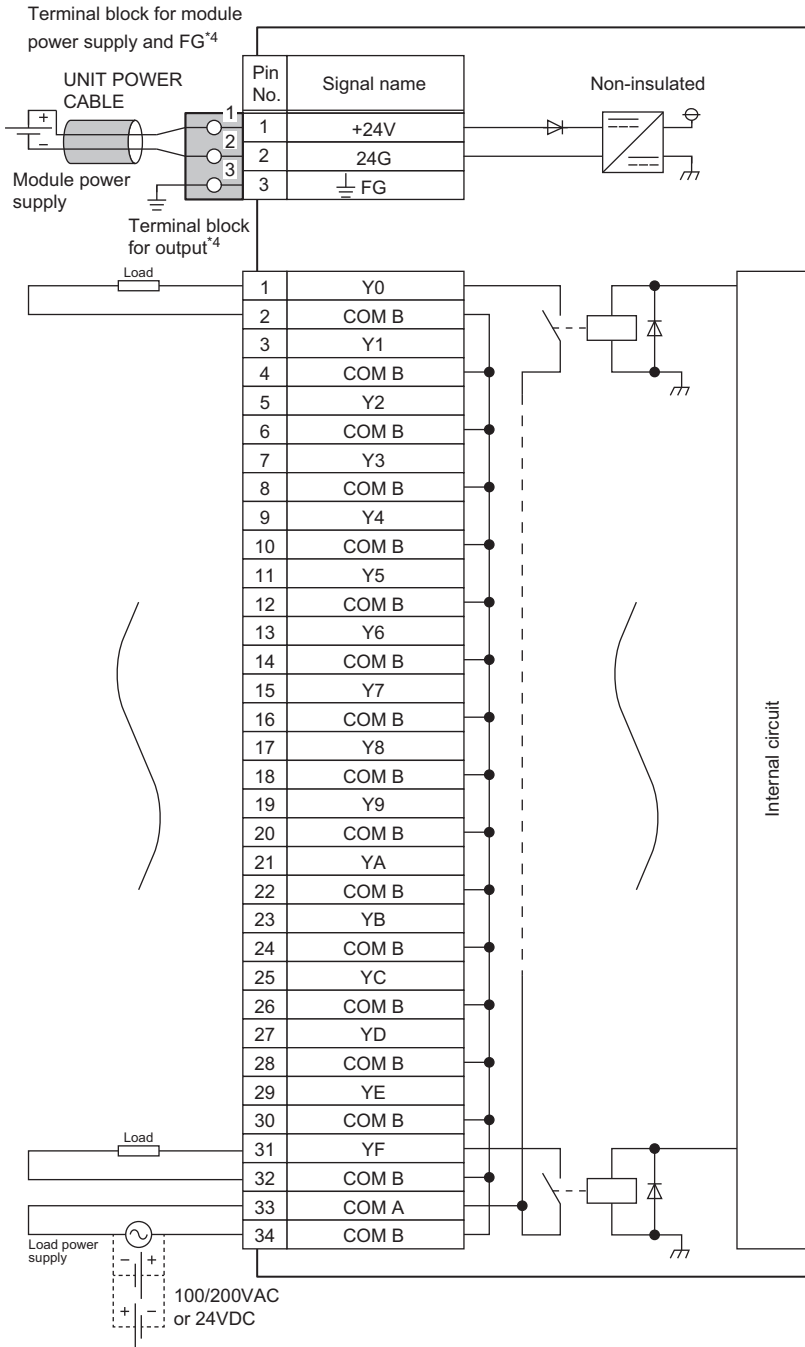 Terminal block for module
power supply and FG*4
UNIT POWER
CABLE
Module power
supply
+
−
1
2
3
Pin No. Signal name
1 +24V
2 24G
3 FG
Non-insulated
Terminal block
for output*4
Load
1 Y0
2 COM B
3 Y1
4 COM B
5 Y2
6 COM B
7 Y3
8 COM B
9 Y4
10 COM B
11 Y5
12 COM B
13 Y6
14 COM B
15 Y7
16 COM B
17 Y8
18 COM B
19 Y9
20 COM B
21 YA
22 COM B
23 YB
24 COM B
25 YC
26 COM B
27 YD
28 COM B
29 YE
30 COM B
Load
31 YF
32 COM B
33 COM A
34 COM B
Load power
supply
− +
+ −
100/200VAC
or 24VDC
Internal circuit